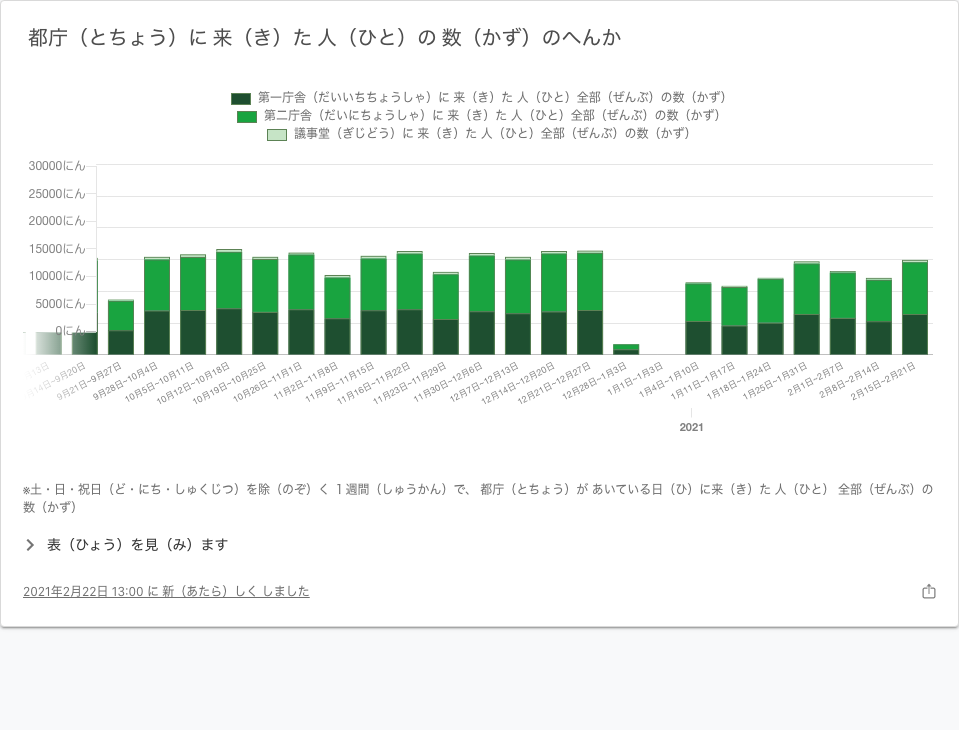 都庁（とちょう）に 来（き）た 人（ひと）の 数（かず）のへんか
第一庁舎（だいいちちょうしゃ）に 来（き）た 人（ひと）全部（ぜんぶ）の数（かず）
第二庁舎（だいにちょうしゃ）に 来（き）た 人（ひと）全部（ぜんぶ）の数（かず）
議事堂（ぎじどう）に 来（き）た 人（ひと）全部（ぜんぶ）の数（かず）
30000にん
25000にん
20000にん
15000にん
10000にん
5000にん
0にん
9月20日
9月21日~9月27日
9月28日~10月4日
10月5日~10月11日
10月12日~10月18日
10月19日~10月25日
10月26日~11月1日
11月2日~11月8日
11月9日~11月15日
11月16日~11月22日
11月23日~11月29日
11月30日~12月6日
12月7日~12月13日
12月14日~12月20日
12月21日~12月27日
12月28日~1月3日
1月1日~1月3日
1月4日~1月10日
1月11日~1月17日
1月18日~1月24日
1月25日~1月31日
2月1日~2月7日
2月8日~2月14日
2月15日~2月21日
2021
※土・日・祝日（ど・にち・しゅくじつ）を除（のぞ）く １週間（しゅうかん）で、 都庁（とちょう）が あいている日（ひ）に来（き）た 人（ひと） 全部（ぜんぶ）の
数（かず）
表（ひょう）を見（み）ます
2021年2月22日 13:00 に 新（あたら）しく しました